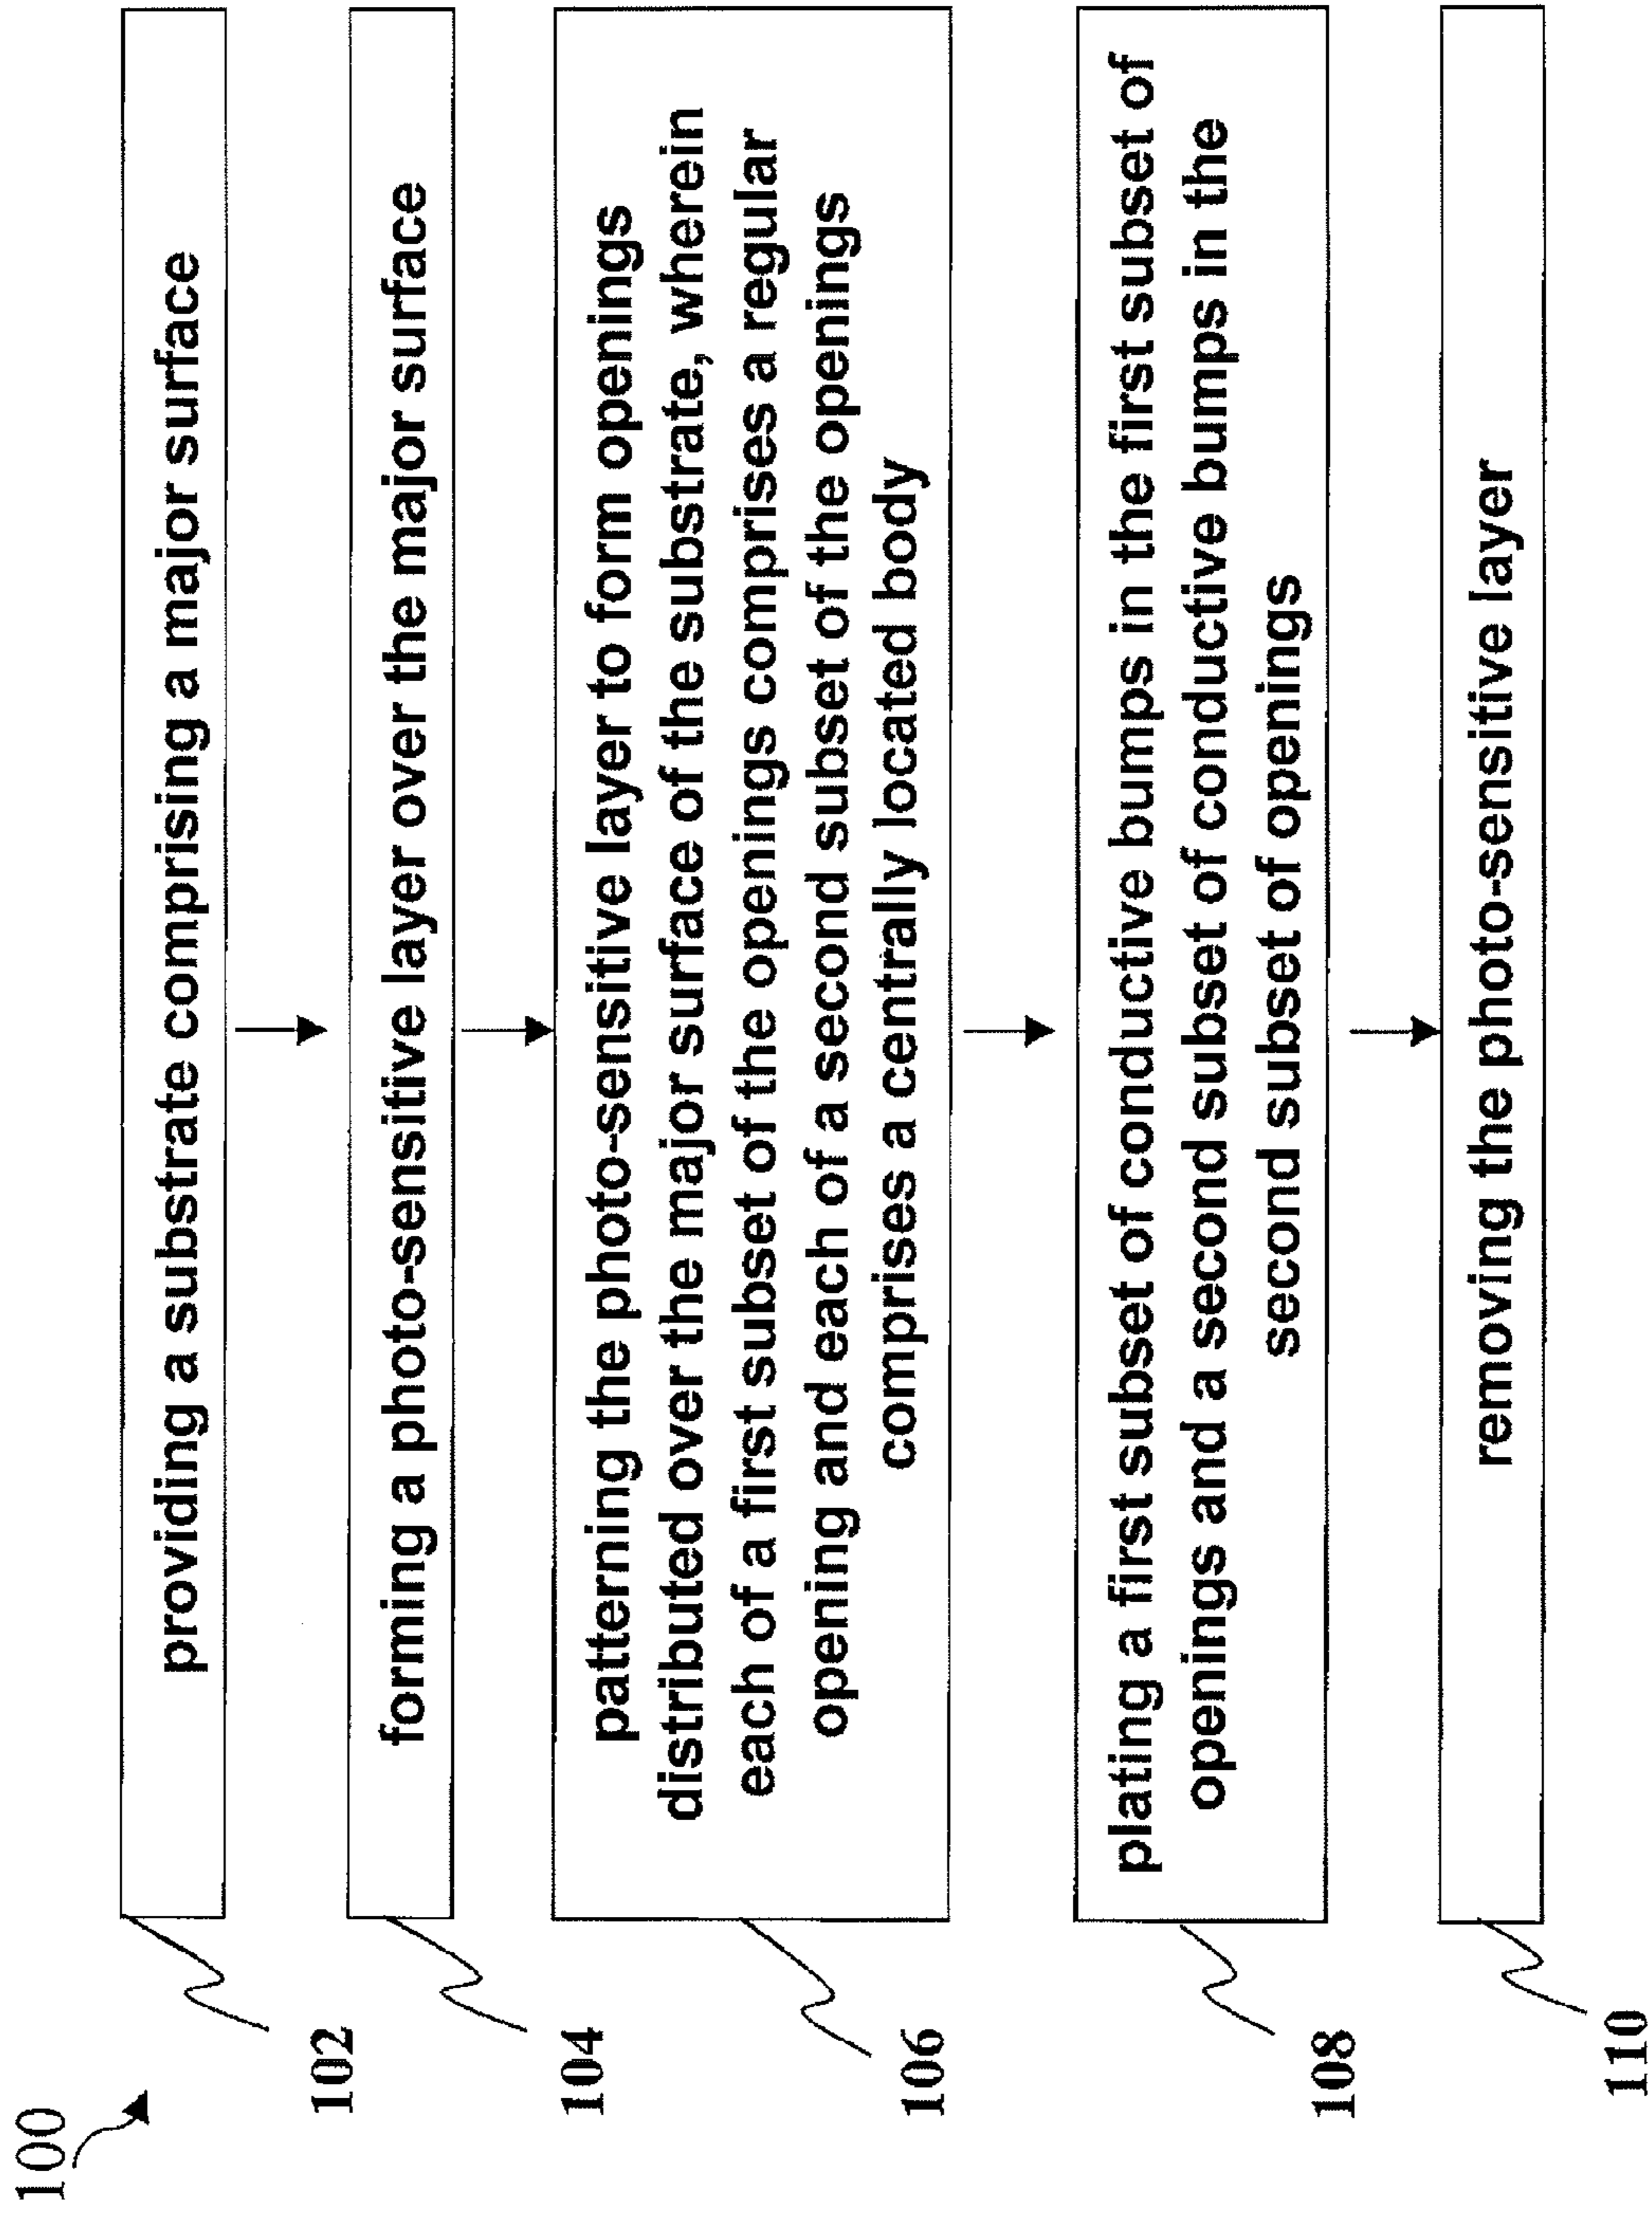 100
102
providing a substrate comprising a major surface
104
forming a photo-sensitive layer over the major surface
106
patterning the photo-sensitive layer to form openings
distributed over the major surface of the substrate, wherein
each of a first subset of the openings comprises a regular
opening and each of a second subset of the openings
comprises a centrally located body
108
plating a first subset of conductive bumps in the first subset of
openings and a second subset of conductive bumps in the
second subset of openings
110
removing the photo-sensitive layer